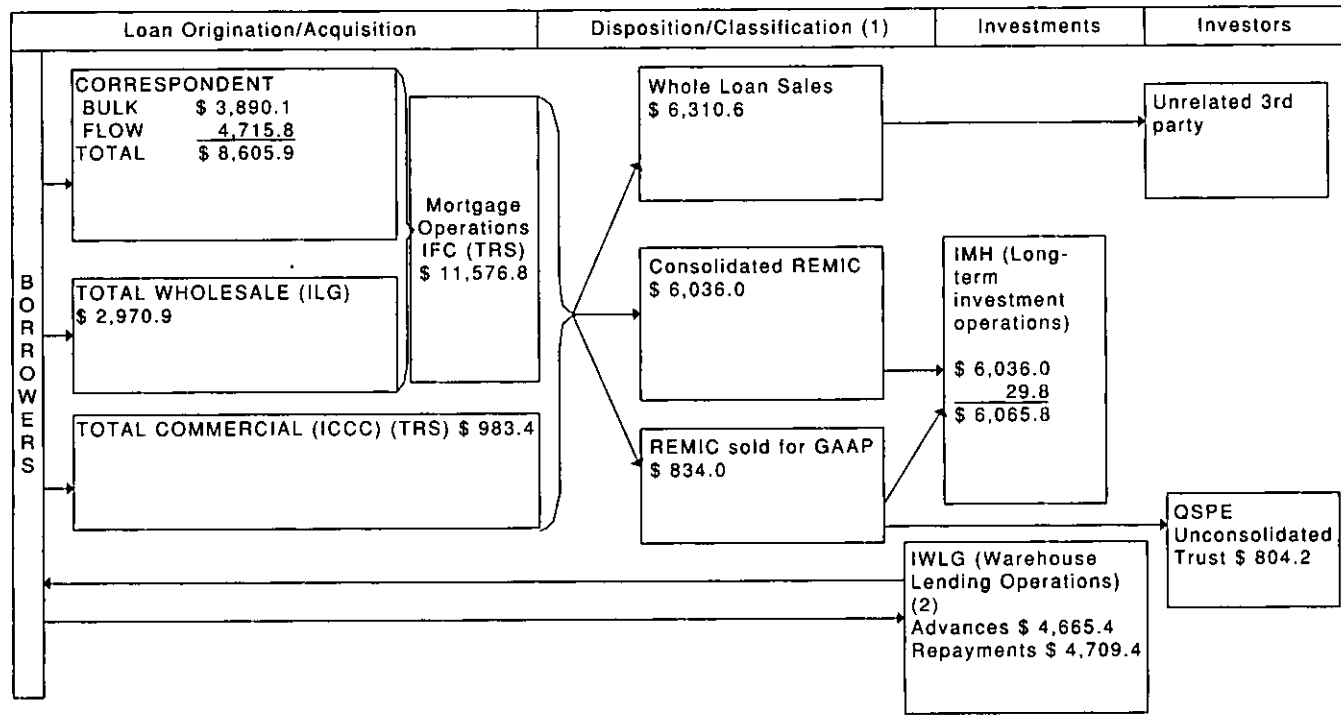 Loan Origination/Acquisition
Disposition/Classification (1)
Investments
Investors
BORROWERS
CORRESPONDENT
BULK $ 3,890.1
FLOW 4,715.8
TOTAL $ 8,605.9
Mortgage
Operations
IFC (TRS)
$ 11,576.8
TOTAL WHOLESALE (ILG)
$ 2,970.9
TOTAL COMMERCIAL (ICCC) (TRS) $ 983.4
Whole Loan Sales
$ 6,310.6
Consolidated REMIC
$ 6,036.0
REMIC sold for GAAP
$ 834.0
IMH (Long-
term
investment
operations)
$ 6,036.0
29.8
$ 6,065.8
Unrelated 3rd
party
QSPE
Unconsolidated
Trust $ 804.2
IWLG (Warehouse
Lending Operations)
(2)
Advances $ 4,665.4
Repayments $ 4,709.4